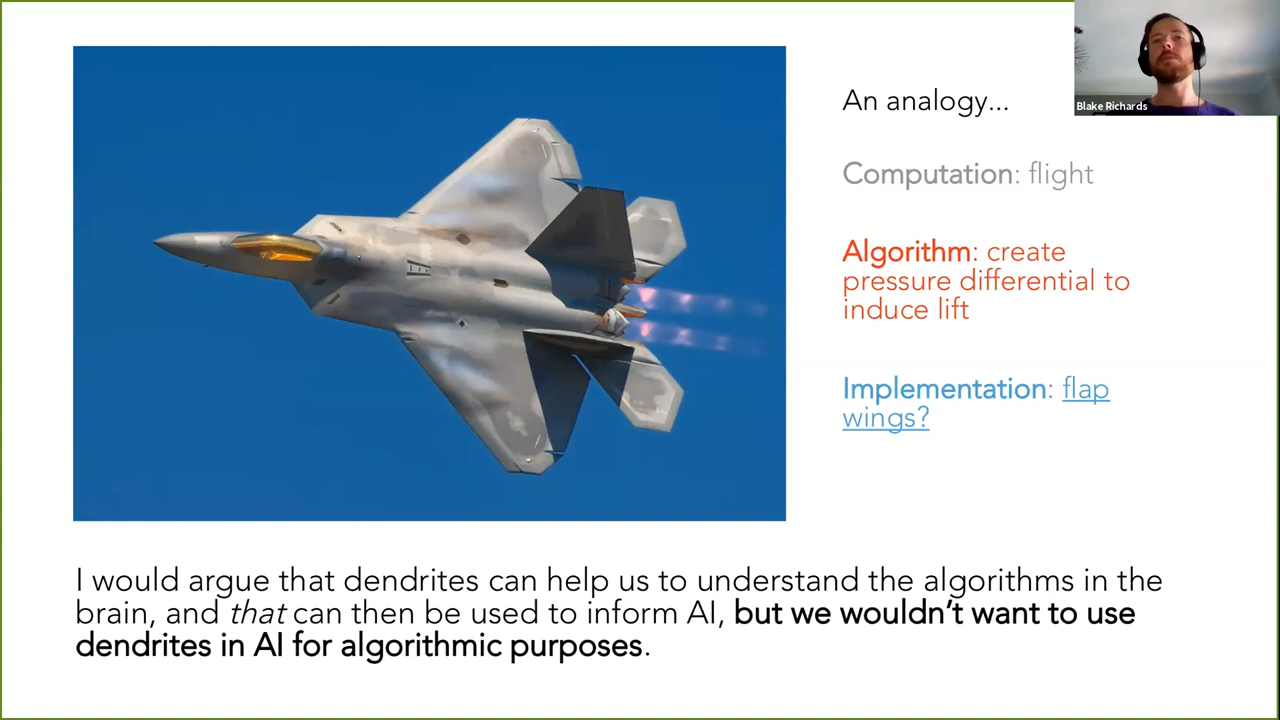 An analogy...
Blake Richards
Computation: flight
Algorithm: create
pressure differential to
induce lift
Implementation: flap
wings?
I would argue that dendrites can help us to understand the algorithms in the
brain, and that can then be used to inform AI, but we wouldn’t want to use
dendrites in AI for algorithmic purposes.